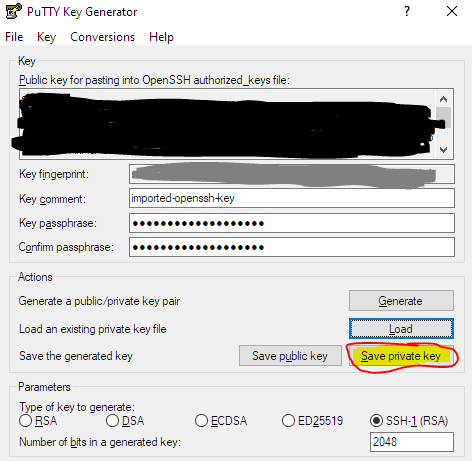 PuTTY Key Generator
File Key Conversions Help
Key
Public key for pasting into OpenSSH authorized_keys file:
Key fingerprint:
Key comment: imported-openssh-key
Key passphrase: ●●●●●●●●●●●●●●●●●●●
Confirm passphrase: ●●●●●●●●●●●●●●●●●●●
Actions
Generate a public/private key pair Generate
Load an existing private key file Load
Save the generated key Save public key Save private key
Parameters
Type of key to generate:
RSA DSA ECDSA ED25519 SSH-1 (RSA)
Number of bits in a generated key: 2048